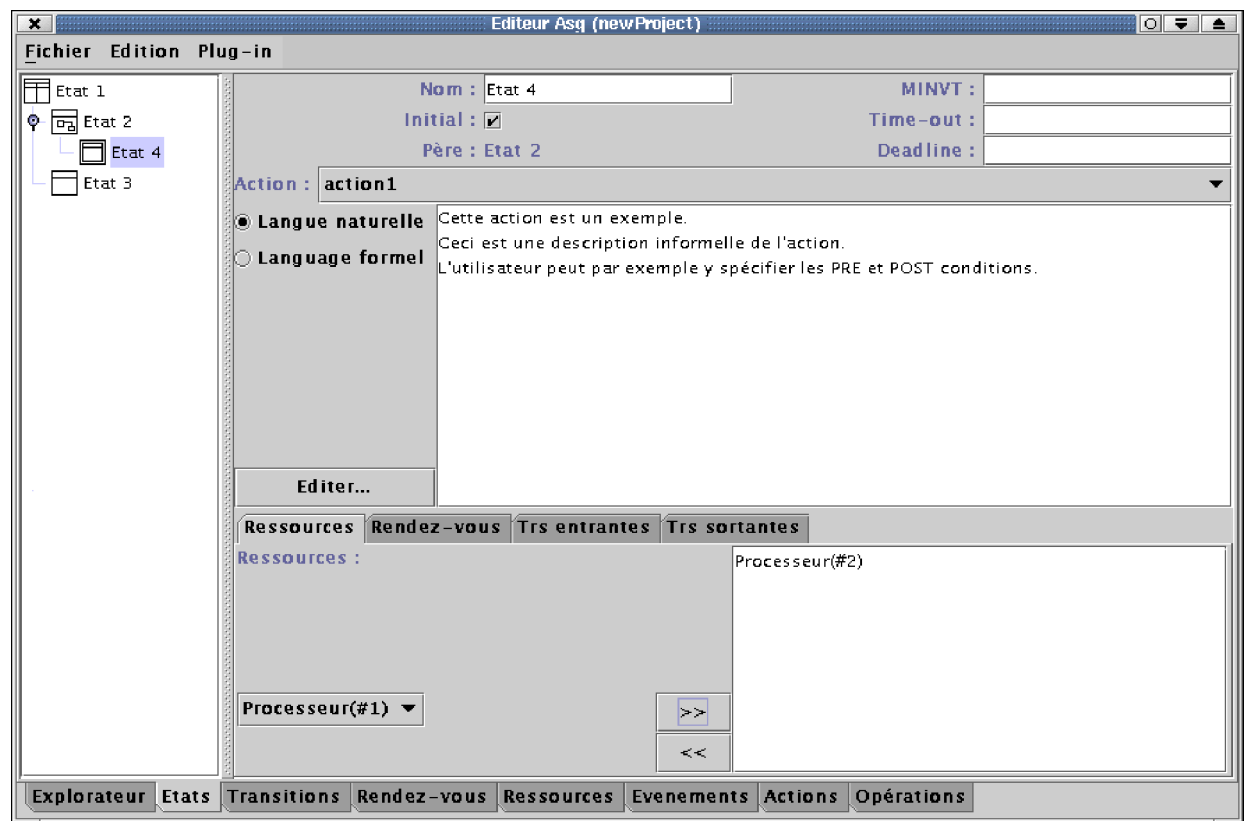 Editeur Asq (newProject)
Fichier Edition Plug-in
Etat 1
Etat 2
Etat 4
Etat 3
Nom : Etat 4
MINVT :
Initial :
Time-out :
Père : Etat 2
Deadline :
Action : action1
Langue naturelle
Language formel
Cette action est un exemple.
Ceci est une description informelle de l'action.
L'utilisateur peut par exemple y spécifier les PRE et POST conditions.
Editer...
Ressources Rendez-vous Trs entrantes Trs sortantes
Ressources :
Processeur(#2)
Processeur(#1)
>>
<<
Explorateur Etats Transitions Rendez-vous Ressources Evenements Actions Opérations